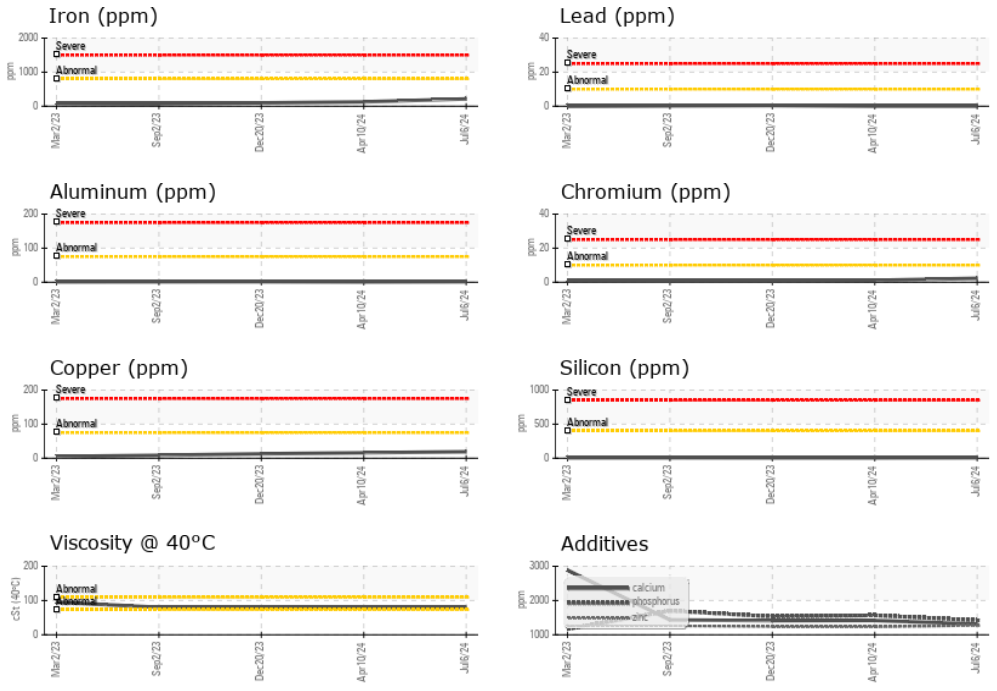 Iron (ppm)
2000
1000
0
ppm
Severe
Abnormal
Mar2/23
Sep2/23
Dec20/23
Apr10/24
Jul6/24
Lead (ppm)
40
20
0
ppm
Severe
Abnormal
Mar2/23
Sep2/23
Dec20/23
Apr10/24
Jul6/24
Aluminum (ppm)
200
100
0
ppm
Severe
Abnormal
Mar2/23
Sep2/23
Dec20/23
Apr10/24
Jul6/24
Chromium (ppm)
40
20
0
ppm
Severe
Abnormal
Mar2/23
Sep2/23
Dec20/23
Apr10/24
Jul6/24
Copper (ppm)
200
100
0
ppm
Severe
Abnormal
Mar2/23
Sep2/23
Dec20/23
Apr10/24
Jul6/24
Silicon (ppm)
1000
500
0
ppm
Severe
Abnormal
Mar2/23
Sep2/23
Dec20/23
Apr10/24
Jul6/24
Viscosity @ 40°C
200
100
0
cSt (40°C)
Abnormal
Abnormal
Mar2/23
Sep2/23
Dec20/23
Apr10/24
Jul6/24
Additives
3000
2000
1000
ppm
calcium
phosphorus
zinc
Mar2/23
Sep2/23
Dec20/23
Apr10/24
Jul6/24